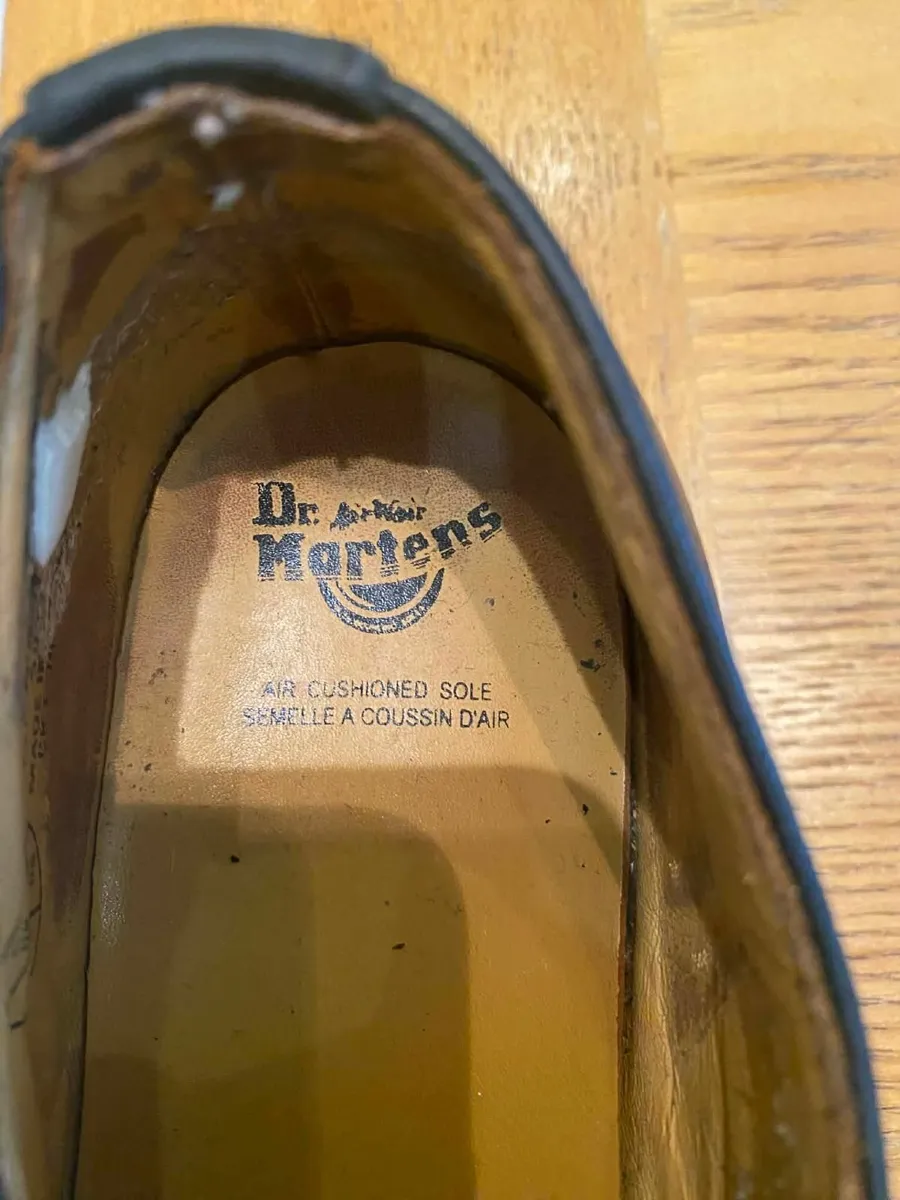 Dr. Air Wair
Martens
AIR CUSHIONED SOLE
SEMELLE A COUSSIN D'AIR